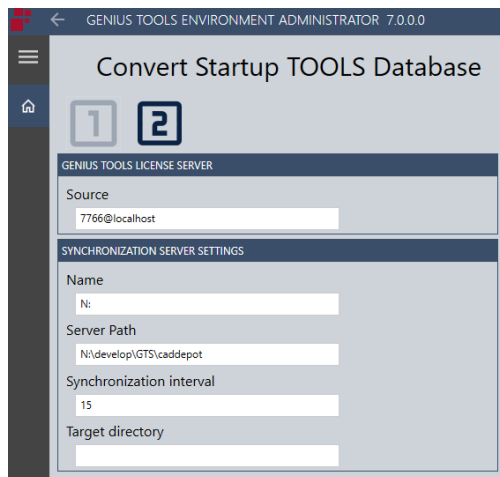 GENIUS TOOLS ENVIRONMENT ADMINISTRATOR 7.0.0.0
Convert Startup TOOLS Database
1 2
GENIUS TOOLS LICENSE SERVER
Source
7766@localhost
SYNCHRONIZATION SERVER SETTINGS
Name
N:
Server Path
N:\develop\GTS\caddepot
Synchronization interval
15
Target directory